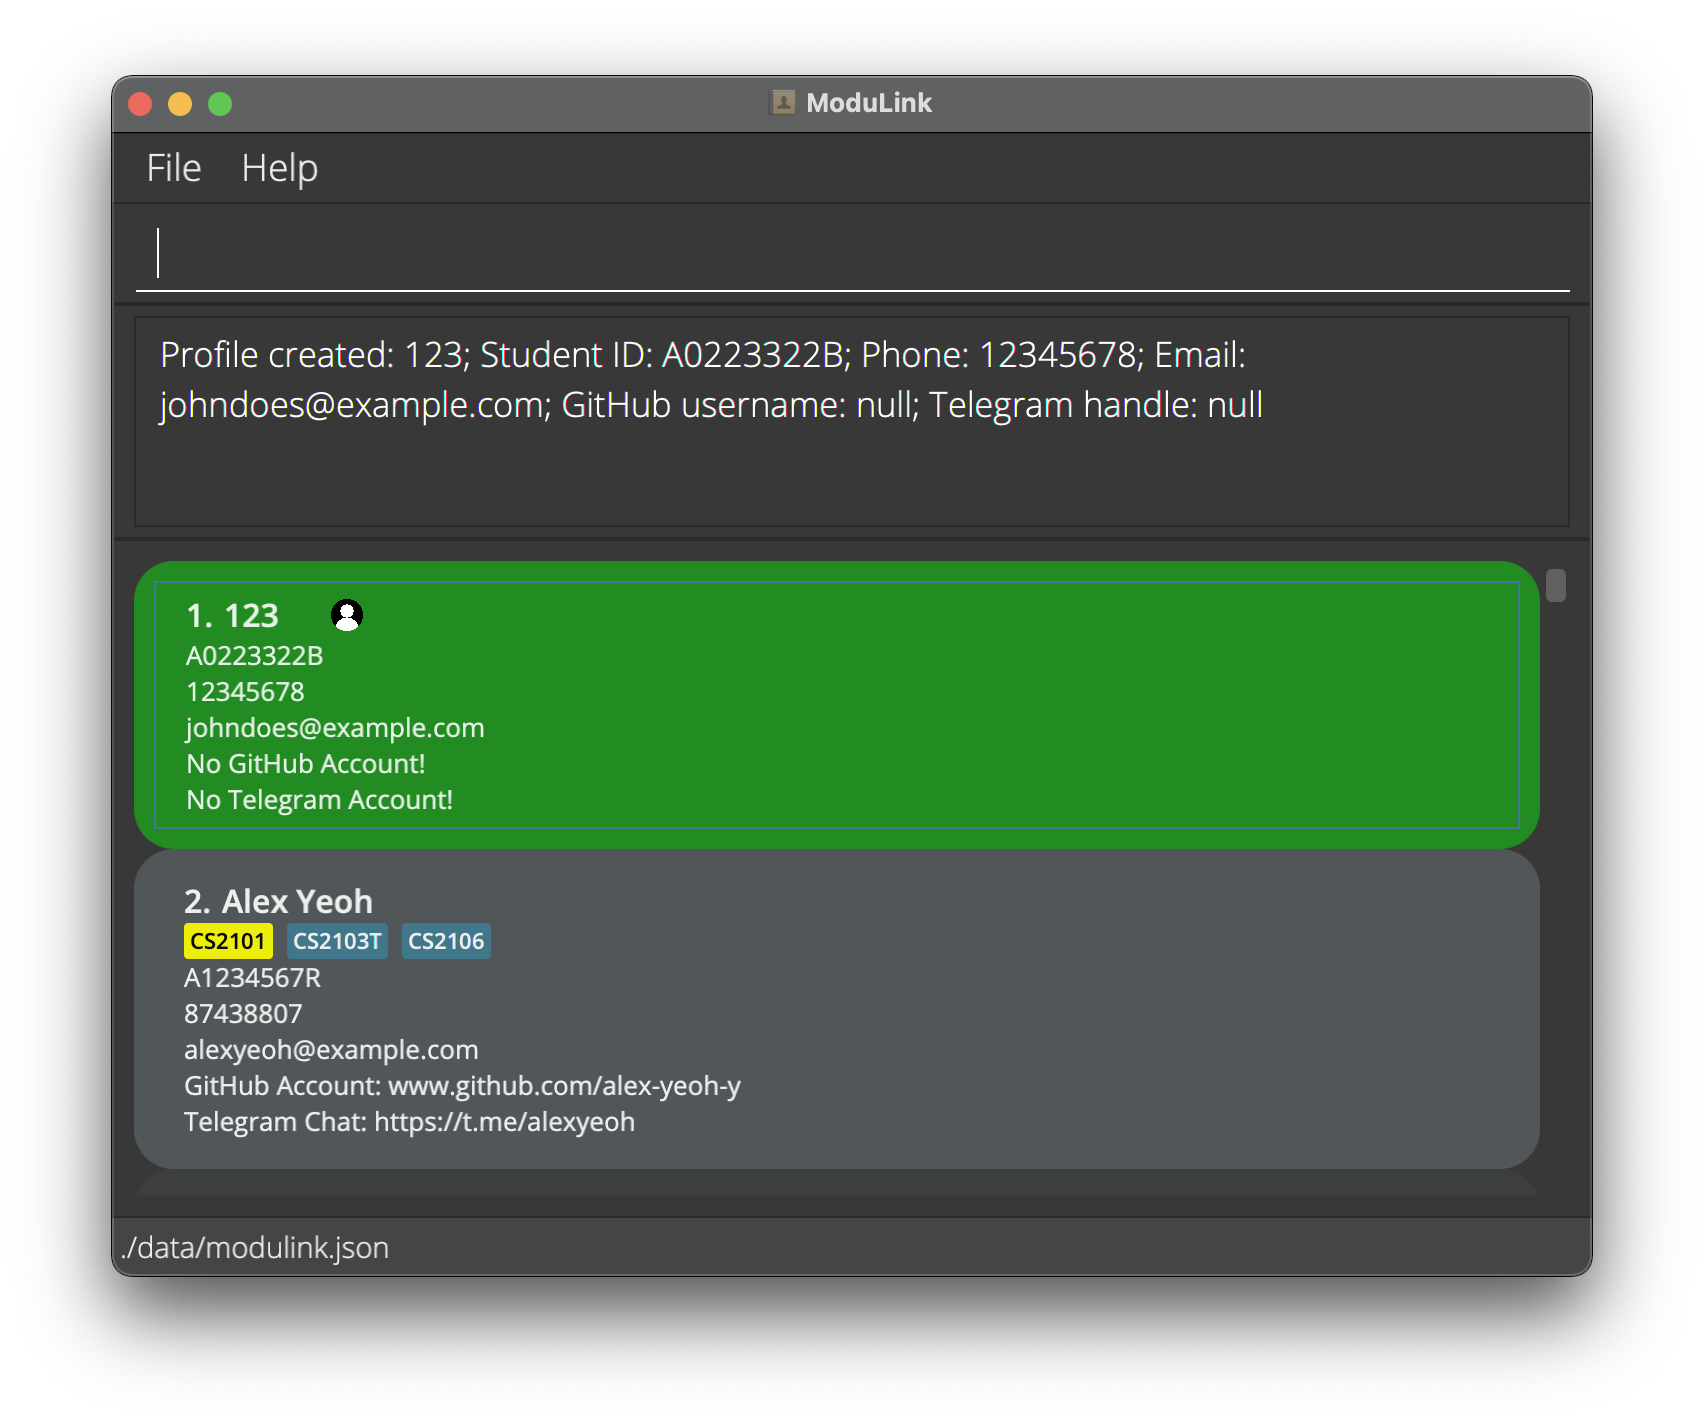 ModuLink
File Help
Profile created: 123; Student ID: A0223322B; Phone: 12345678; Email:
johndoes@example.com; GitHub username: null; Telegram handle: null
1. 123
A0223322B
12345678
johndoes@example.com
No GitHub Account!
No Telegram Account!
2. Alex Yeoh
CS2101 CS2103T CS2106
A1234567R
87438807
alexyeoh@example.com
GitHub Account: www.github.com/alex-yeoh-y
Telegram Chat: https://t.me/alexyeoh
./data/modulink.json